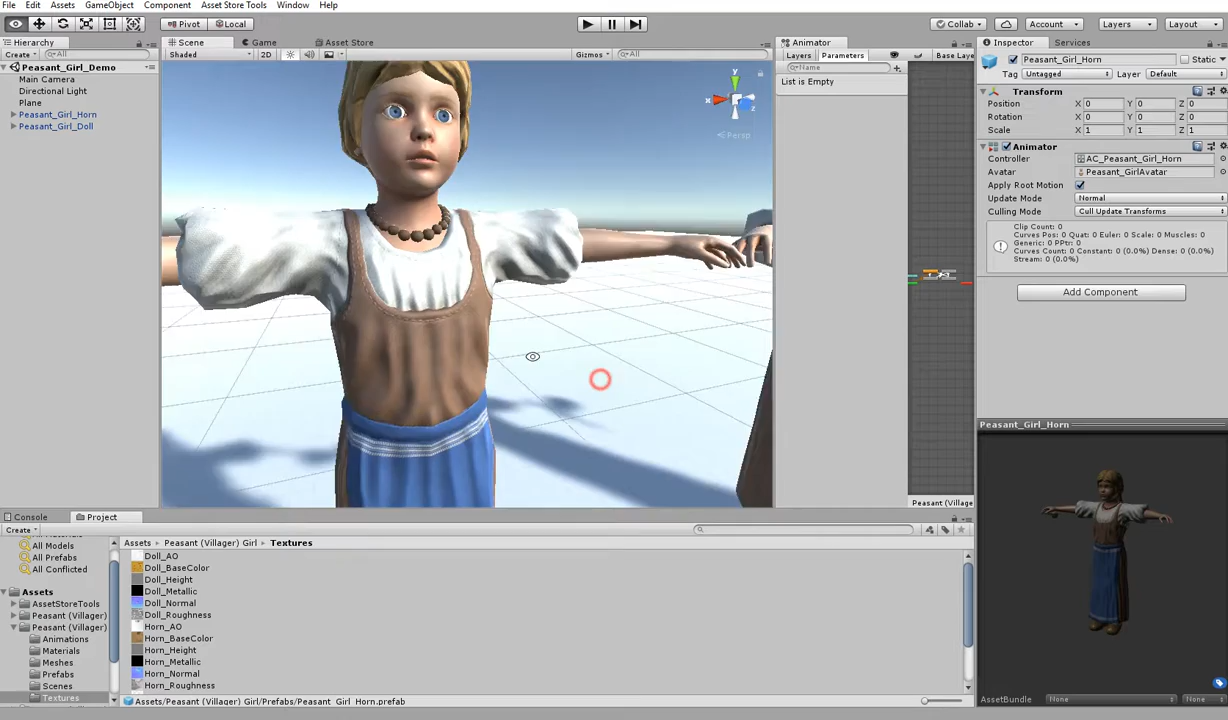 File Edit Assets GameObject Component Asset Store Tools Window Help
Pivot Local Collab Account Layers Layout
Hierarchy Scene Game Asset Store Animator Inspector Services
Create All Shaded 2D Gizmos All Layers Parameters Base Laye
Peasant_Girl_Horn Static
Tag Untagged Layer Default
Peasant_Girl_Demo
Main Camera
Directional Light
Plane
Peasant_Girl_Horn
Peasant_Girl_Doll
y
x
z
Persp
Name
List is Empty
Transform
Position X 0 Y 0 Z 0
Rotation X 0 Y 0 Z 0
Scale X 1 Y 1 Z 1
Animator
Controller AC_Peasant_Girl_Horn
Avatar Peasant_GirlAvatar
Apply Root Motion
Update Mode Normal
Culling Mode Cull Update Transforms
Clip Count: 0
Curves Pos: 0 Quat: 0 Euler: 0 Scale: 0 Muscles: 0
Generic: 0 PPtr: 0
Curves Count: 0 Constant: 0 (0.0%) Dense: 0 (0.0%)
Stream: 0 (0.0%)
Add Component
Peasant_Girl_Horn
Peasant (Village
Console Project
Create
All Models
All Prefabs
All Conflicted
Assets
AssetStoreTools
Peasant (Villager)
Peasant (Villager)
Animations
Materials
Meshes
Prefabs
Scenes
Textures
Assets Peasant (Villager) Girl Textures
Doll_AO
Doll_BaseColor
Doll_Height
Doll_Metallic
Doll_Normal
Doll_Roughness
Horn_AO
Horn_BaseColor
Horn_Height
Horn_Metallic
Horn_Normal
Horn_Roughness
Assets/Peasant (Villager) Girl/Prefabs/Peasant_Girl_Horn.prefab
AssetBundle None None